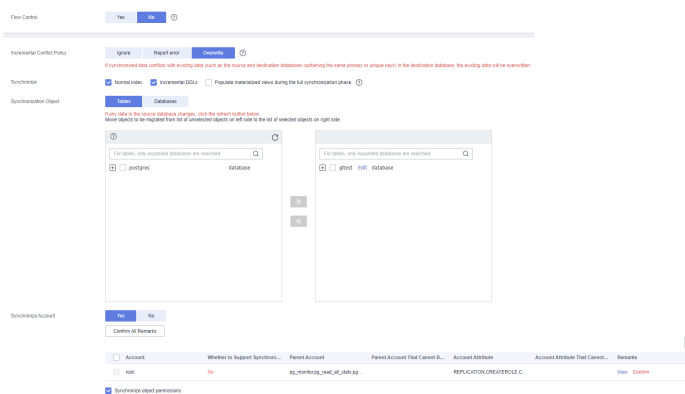 Flow Control
Yes No
Incremental Conflict Policy
Ignore Report error Overwrite
If synchronized data conflicts with existing data (such as the source and destination databases containing the same primary or unique keys) in the destination database, the existing data will be overwritten.
Synchronize
Normal index Incremental DDLs Populate materialized views during the full synchronization phase
Synchronization Object
Tables Databases
If any data in the source database changes, click the refresh button below.
Move objects to be migrated from list of unselected objects on left side to the list of selected objects on right side.
For tables, only expanded databases are searched.
postgres database
For tables, only expanded databases are searched.
gltest Edit database
Synchronize Account
Yes No
Confirm All Remarks
Account Whether to Support Synchroni... Parent Account Parent Account That Cannot B... Account Attribute Account Attribute That Cannot... Remarks
root No pg_monitor,pg_read_all_stats,pg... REPLICATION,CREATEROLE,C... View Confirm
Synchronize object permissions